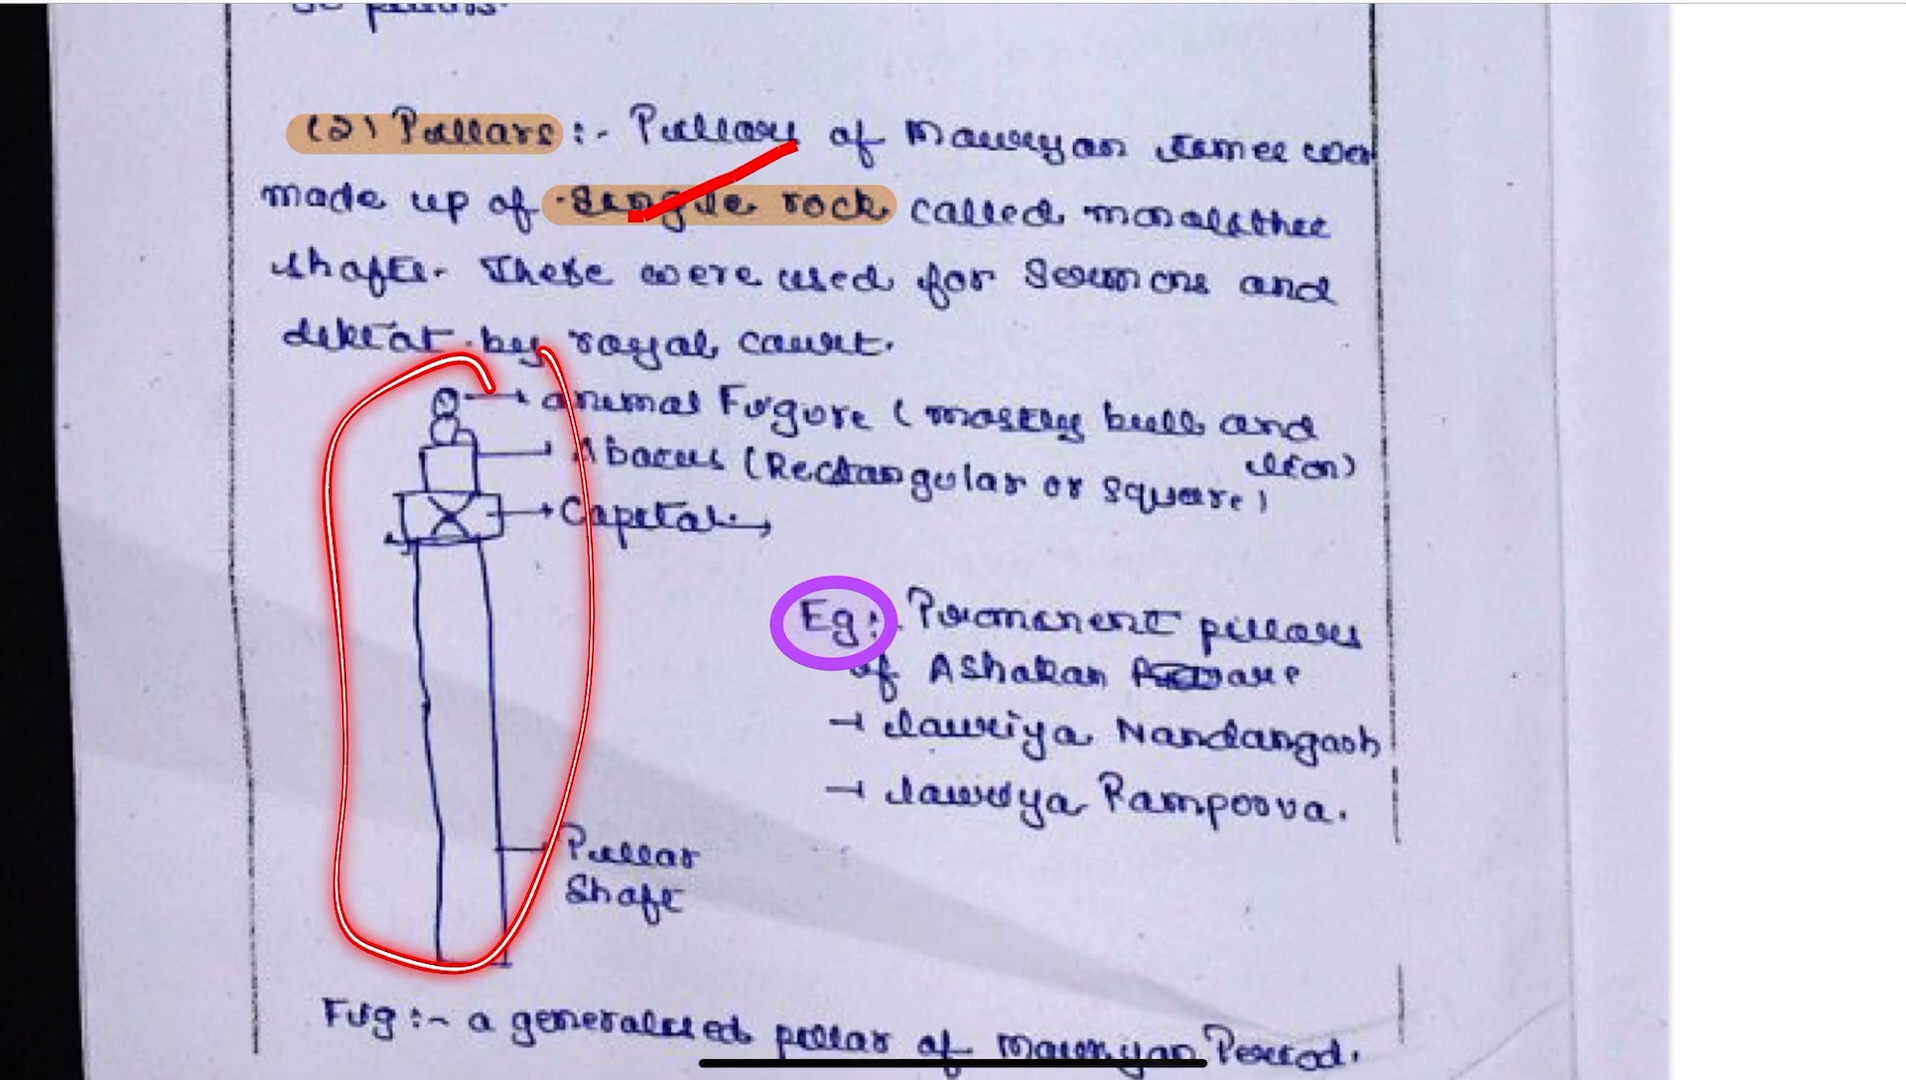 (2) Pillars :- Pillars of Mauryan times were
made up of single rock called monolithic
shafts. These were used for Sermons and
diktat by royal court.
→ animal Figure (mostly bull and
lion)
Abacus (Rectangular or square)
→ Capital →
Eg:- Prominent pillars
of Ashokan
→ lauriya Nandangarh
→ lauriya Rampoova.
Pillar
Shaft
Fig :- a generalised pillar of Mauryan Period.